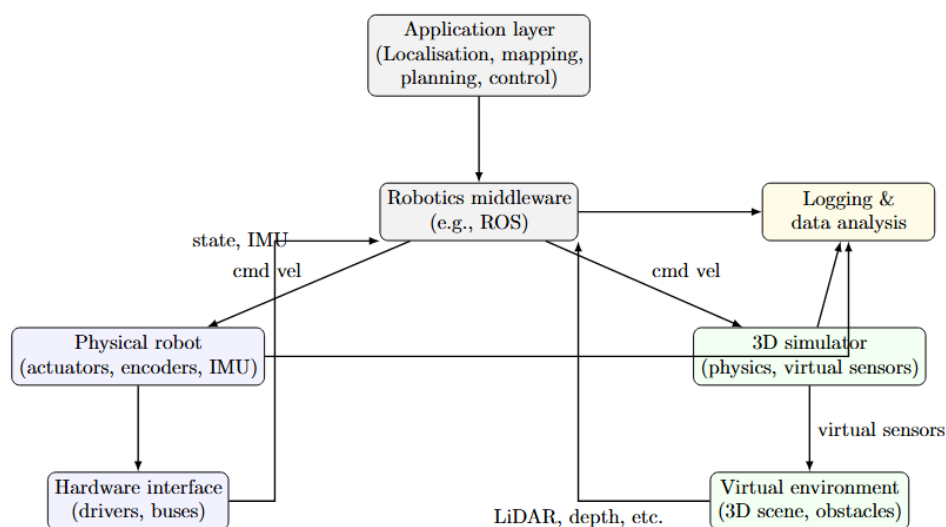 Application layer
(Localisation, mapping,
planning, control)
Robotics middleware
(e.g., ROS)
Logging &
data analysis
state, IMU
cmd vel
cmd vel
Physical robot
(actuators, encoders, IMU)
3D simulator
(physics, virtual sensors)
virtual sensors
Hardware interface
(drivers, buses)
Virtual environment
(3D scene, obstacles)
LiDAR, depth, etc.